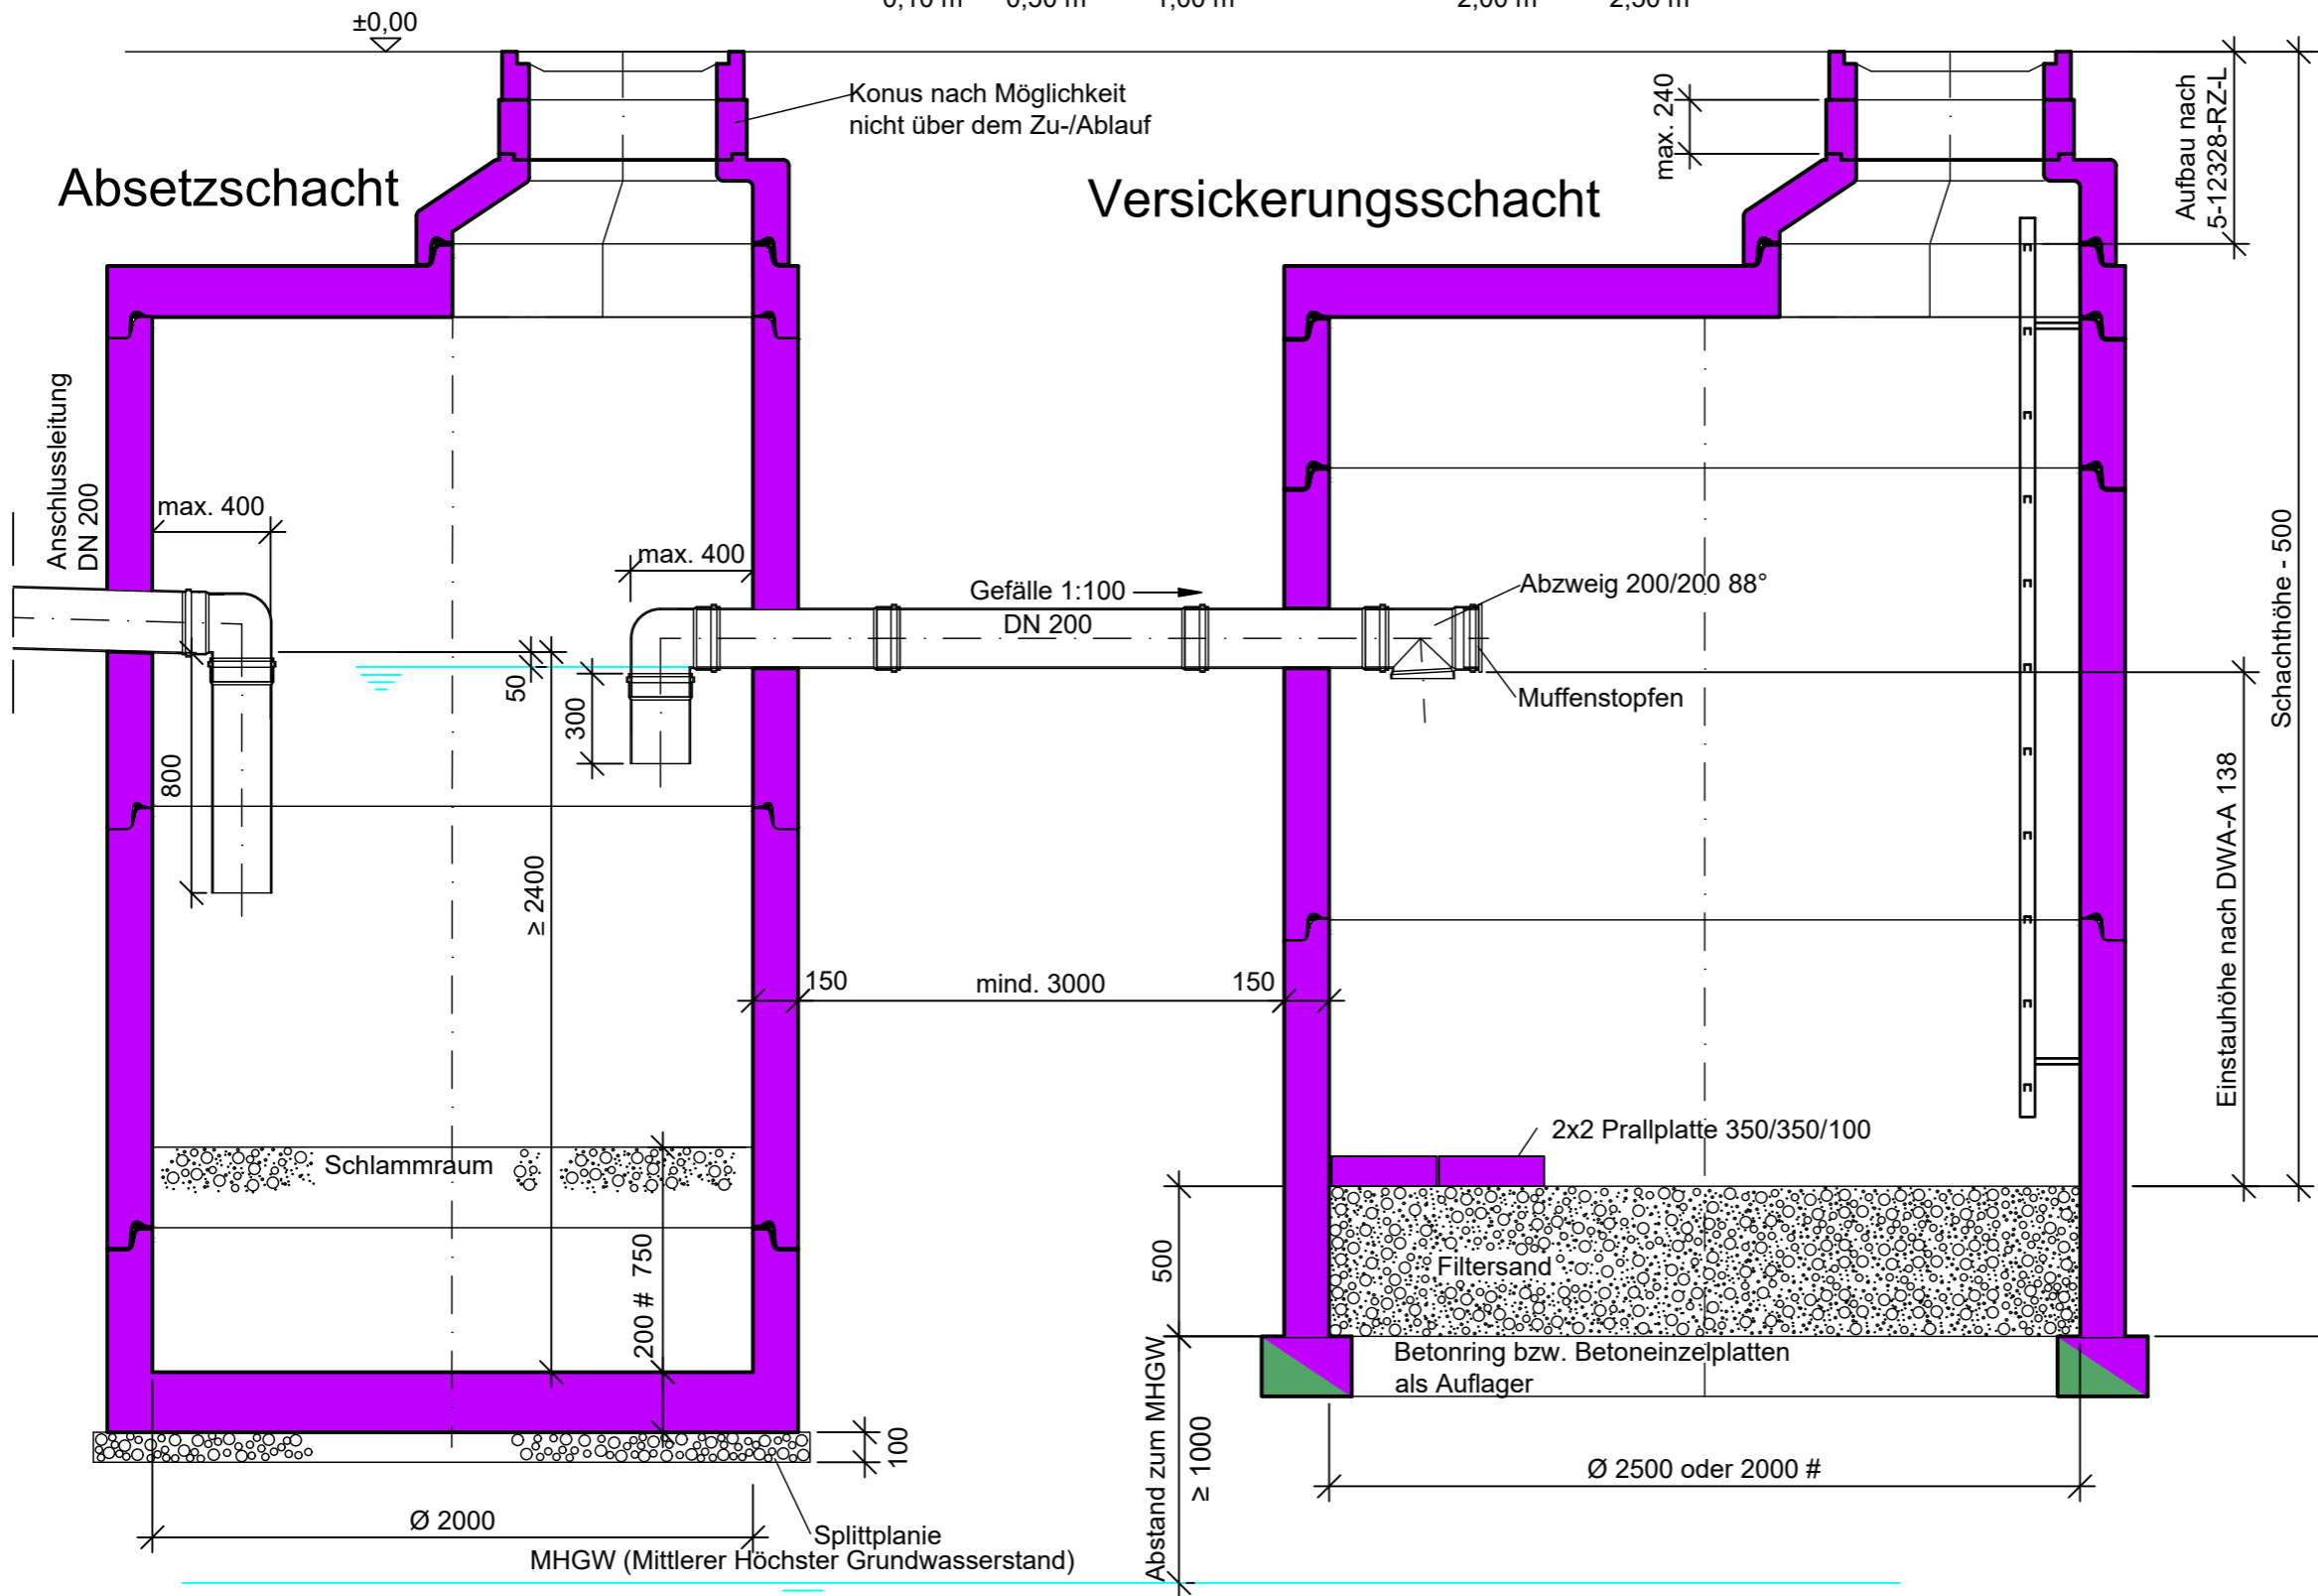 ±0,00
Konus nach Möglichkeit
nicht über dem Zu-/Ablauf
max. 240
Aufbau nach
5-12328-RZ-L
Absetzschacht
Versickerungsschacht
Anschlussleitung
DN 200
max. 400
max. 400
Gefälle 1:100
DN 200
Abzweig 200/200 88°
Muffenstopfen
50
300
800
≥ 2400
Schachthöhe - 500
Einstauhöhe nach DWA-A 138
150
mind. 3000
150
Schlammraum
2x2 Prallplatte 350/350/100
750
200 #
500
Filtersand
Betonring bzw. Betoneinzelplatten
als Auflager
100
Abstand zum MHGW
≥ 1000
Ø 2500 oder 2000 #
Ø 2000
Splittplanie
MHGW (Mittlerer Höchster Grundwasserstand)